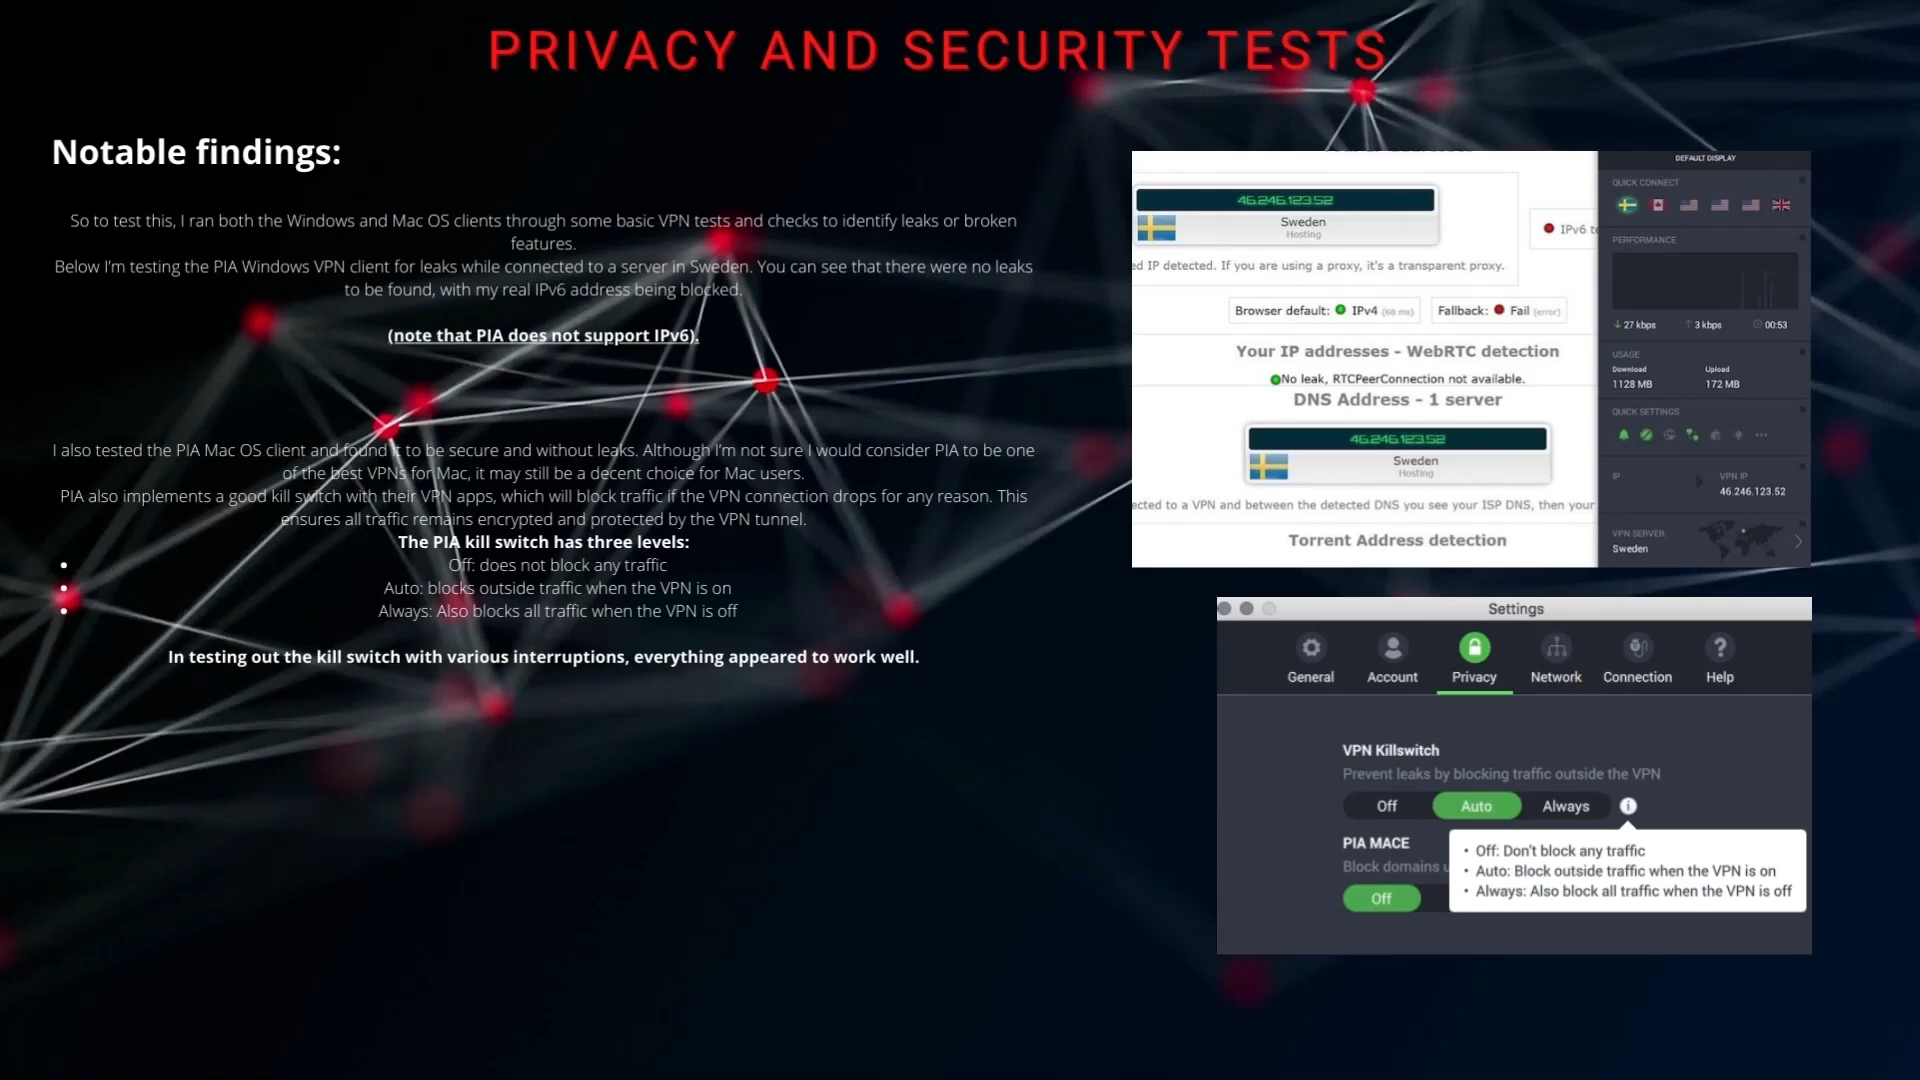 PRIVACY AND SECURITY TESTS
Notable findings:
So to test this, I ran both the Windows and Mac OS clients through some basic VPN tests and checks to identify leaks or broken
features.
Below I'm testing the PIA Windows VPN client for leaks while connected to a server in Sweden. You can see that there were no leaks
to be found, with my real IPv6 address being blocked.
(note that PIA does not support IPv6).
I also tested the PIA Mac OS client and found it to be secure and without leaks. Although I'm not sure I would consider PIA to be one
of the best VPNs for Mac, it may still be a decent choice for Mac users.
PIA also implements a good kill switch with their VPN apps, which will block traffic if the VPN connection drops for any reason. This
ensures all traffic remains encrypted and protected by the VPN tunnel.
The PIA kill switch has three levels:
• Off: does not block any traffic
• Auto: blocks outside traffic when the VPN is on
• Always: Also blocks all traffic when the VPN is off
In testing out the kill switch with various interruptions, everything appeared to work well.
46.246.123.52
Sweden
Hosting
IPv6 te
ed IP detected. If you are using a proxy, it's a transparent proxy.
Browser default: IPv4 (68 ms) Fallback: Fail (error)
Your IP addresses - WebRTC detection
No leak, RTCPeerConnection not available.
DNS Address - 1 server
46.246.123.52
Sweden
Hosting
ected to a VPN and between the detected DNS you see your ISP DNS, then your
Torrent Address detection
DEFAULT DISPLAY
QUICK CONNECT
PERFORMANCE
27 kbps 3 kbps 00:53
USAGE
Download Upload
1128 MB 172 MB
QUICK SETTINGS
IP VPN IP
46.246.123.52
VPN SERVER
Sweden
Settings
General Account Privacy Network Connection Help
VPN Killswitch
Prevent leaks by blocking traffic outside the VPN
Off Auto Always i
PIA MACE
Block domains u
Off
• Off: Don't block any traffic
• Auto: Block outside traffic when the VPN is on
• Always: Also block all traffic when the VPN is off